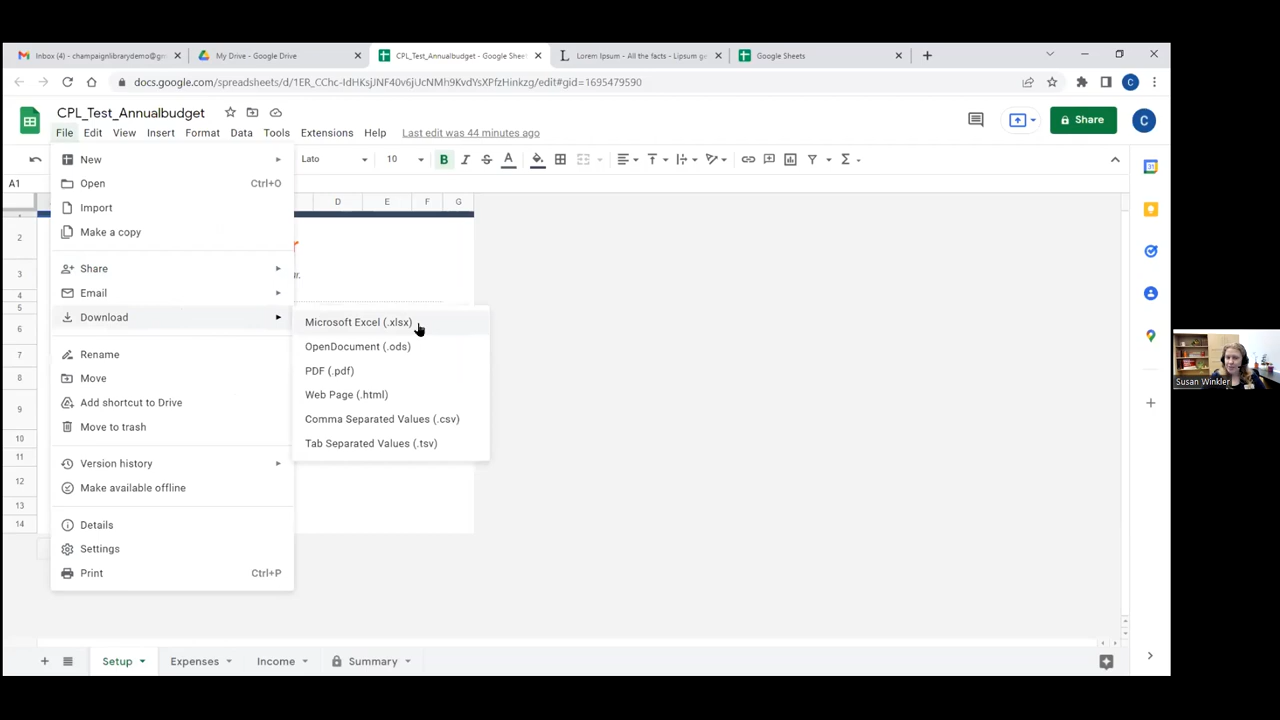 Inbox (4) - champaignlibrarydemo@gm
My Drive - Google Drive
CPL_Test_Annualbudget - Google Shee
Lorem Ipsum - All the facts - Lipsum ge
Google Sheets
docs.google.com/spreadsheets/d/1ER_CChc-IdHKsjJNF40v6jUcNMh9KvdYsXPfzHinkzg/edit#gid=1695479590
C
CPL_Test_Annualbudget
Share
C
File Edit View Insert Format Data Tools Extensions Help Last edit was 44 minutes ago
Lato 10 B I S A
A1
D E F G
New
Open Ctrl+O
Import
Make a copy
Share
Email
Download
Rename
Move
Add shortcut to Drive
Move to trash
Version history
Make available offline
Details
Settings
Print Ctrl+P
Microsoft Excel (.xlsx)
OpenDocument (.ods)
PDF (.pdf)
Web Page (.html)
Comma Separated Values (.csv)
Tab Separated Values (.tsv)
2
3
4
5
6
7
8
9
10
11
12
13
14
Setup Expenses Income Summary
Susan Winkler